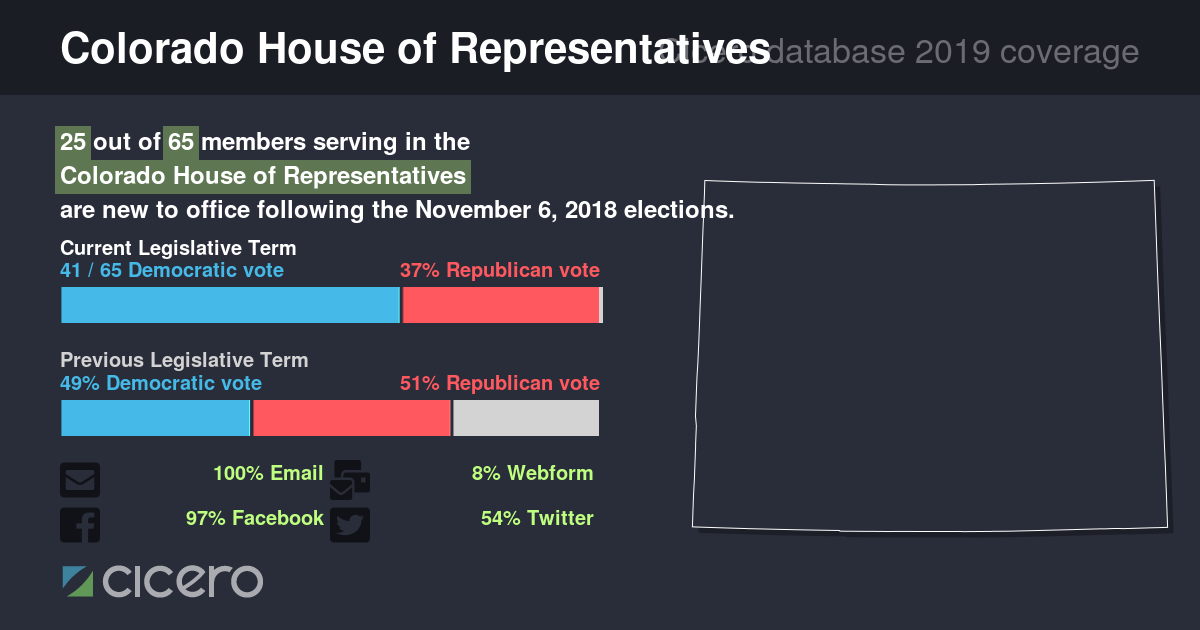 Colorado House of Representatives
Cicero database 2019 coverage
25 out of 65 members serving in the
Colorado House of Representatives
are new to office following the November 6, 2018 elections.
Current Legislative Term
41 / 65 Democratic vote
37% Republican vote
Previous Legislative Term
49% Democratic vote
51% Republican vote
100% Email
8% Webform
97% Facebook
54% Twitter
cicero